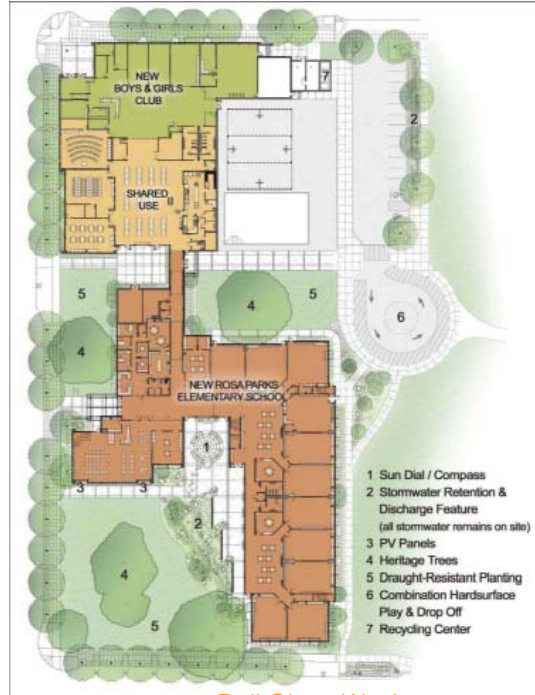 NEW
BOYS & GIRLS
CLUB
7
2
SHARED
USE
5
4
5
6
4
NEW ROSA PARKS
ELEMENTARY SCHOOL
1
3
3
2
4
5
1 Sun Dial / Compass
2 Stormwater Retention &
Discharge Feature
(all stormwater remains on site)
3 PV Panels
4 Heritage Trees
5 Draught-Resistant Planting
6 Combination Hardsurface
Play & Drop Off
7 Recycling Center